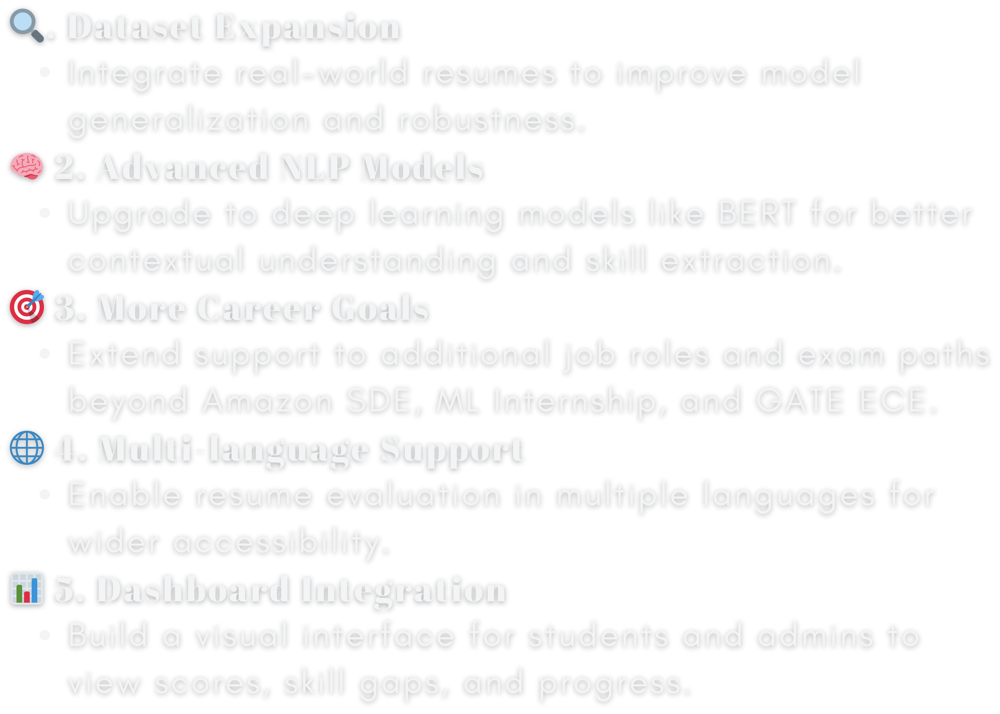 🔍. Dataset Expansion
• Integrate real-world resumes to improve model
generalization and robustness.
🧠 2. Advanced NLP Models
• Upgrade to deep learning models like BERT for better
contextual understanding and skill extraction.
🎯 3. More Career Goals
• Extend support to additional job roles and exam paths
beyond Amazon SDE, ML Internship, and GATE ECE.
🌐 4. Multi-language Support
• Enable resume evaluation in multiple languages for
wider accessibility.
📊 5. Dashboard Integration
• Build a visual interface for students and admins to
view scores, skill gaps, and progress.